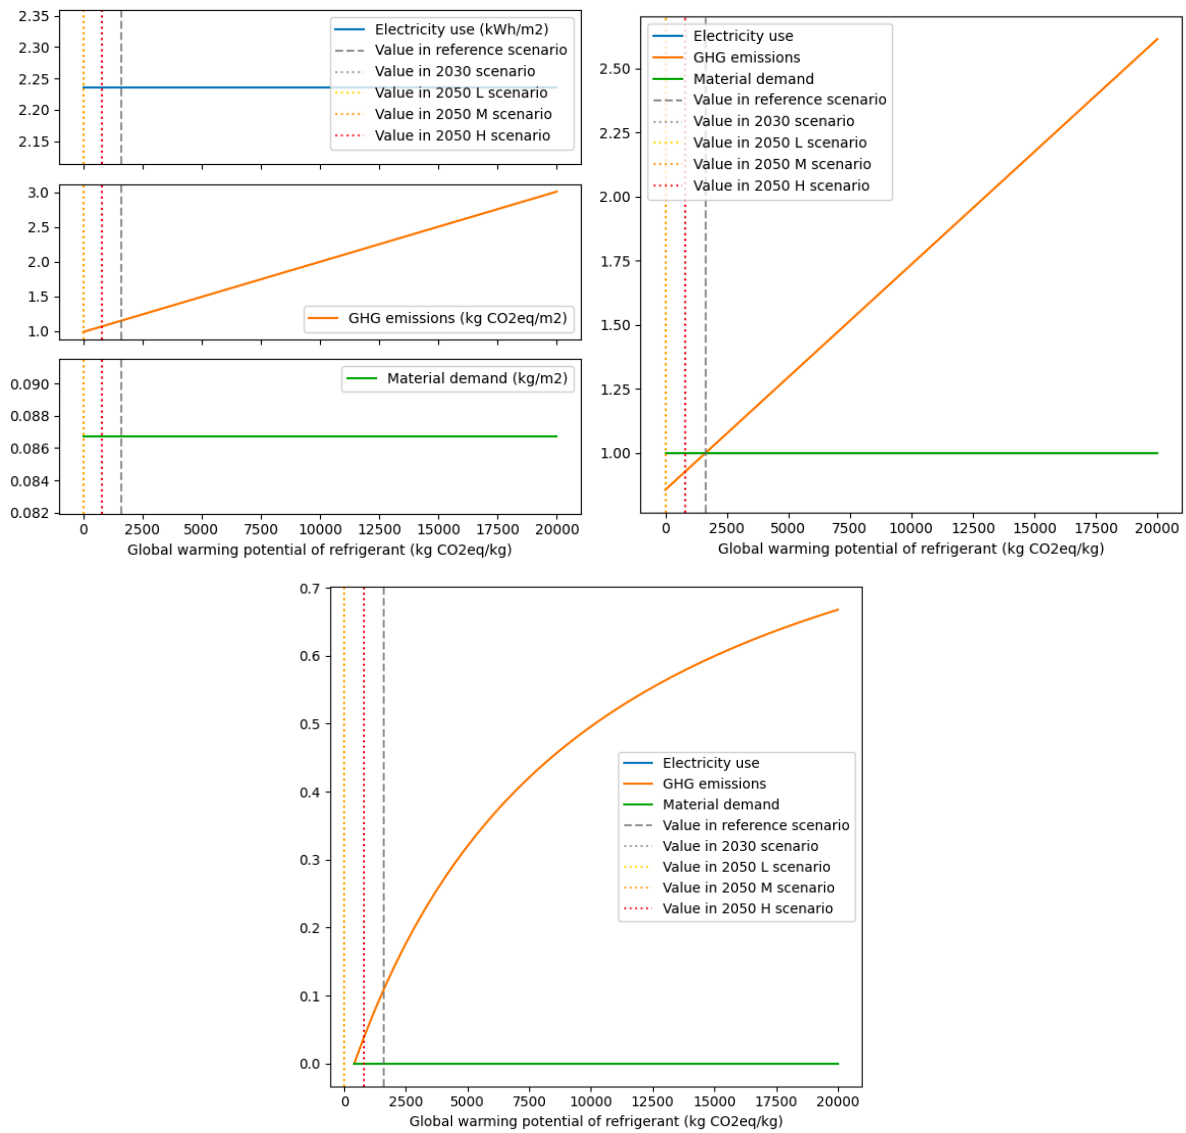 2.35
2.30
2.25
2.20
2.15
Electricity use (kWh/m2)
Value in reference scenario
Value in 2030 scenario
Value in 2050 L scenario
Value in 2050 M scenario
Value in 2050 H scenario
3.0
2.5
2.0
1.5
1.0
GHG emissions (kg CO2eq/m2)
0.090
0.088
0.086
0.084
0.082
Material demand (kg/m2)
0 2500 5000 7500 10000 12500 15000 17500 20000
Global warming potential of refrigerant (kg CO2eq/kg)
2.50
2.25
2.00
1.75
1.50
1.25
1.00
Electricity use
GHG emissions
Material demand
Value in reference scenario
Value in 2030 scenario
Value in 2050 L scenario
Value in 2050 M scenario
Value in 2050 H scenario
0 2500 5000 7500 10000 12500 15000 17500 20000
Global warming potential of refrigerant (kg CO2eq/kg)
0.7
0.6
0.5
0.4
0.3
0.2
0.1
0.0
Electricity use
GHG emissions
Material demand
Value in reference scenario
Value in 2030 scenario
Value in 2050 L scenario
Value in 2050 M scenario
Value in 2050 H scenario
0 2500 5000 7500 10000 12500 15000 17500 20000
Global warming potential of refrigerant (kg CO2eq/kg)